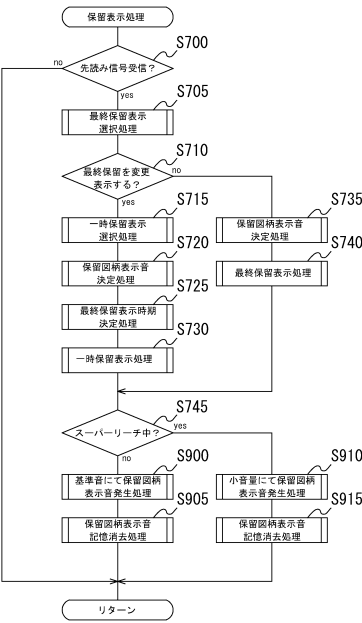 保留表示処理
S700
先読み信号受信？
no
yes
S705
最終保留表示
選択処理
S710
最終保留を変更
表示する？
no
yes
S715
一時保留表示
選択処理
S735
保留図柄表示音
決定処理
S720
保留図柄表示音
決定処理
S740
最終保留表示処理
S725
最終保留表示時期
決定処理
S730
一時保留表示処理
S745
スーパーリーチ中？
yes
no
S900
基準音にて保留図柄
表示音発生処理
S910
小音量にて保留図柄
表示音発生処理
S905
保留図柄表示音
記憶消去処理
S915
保留図柄表示音
記憶消去処理
リターン